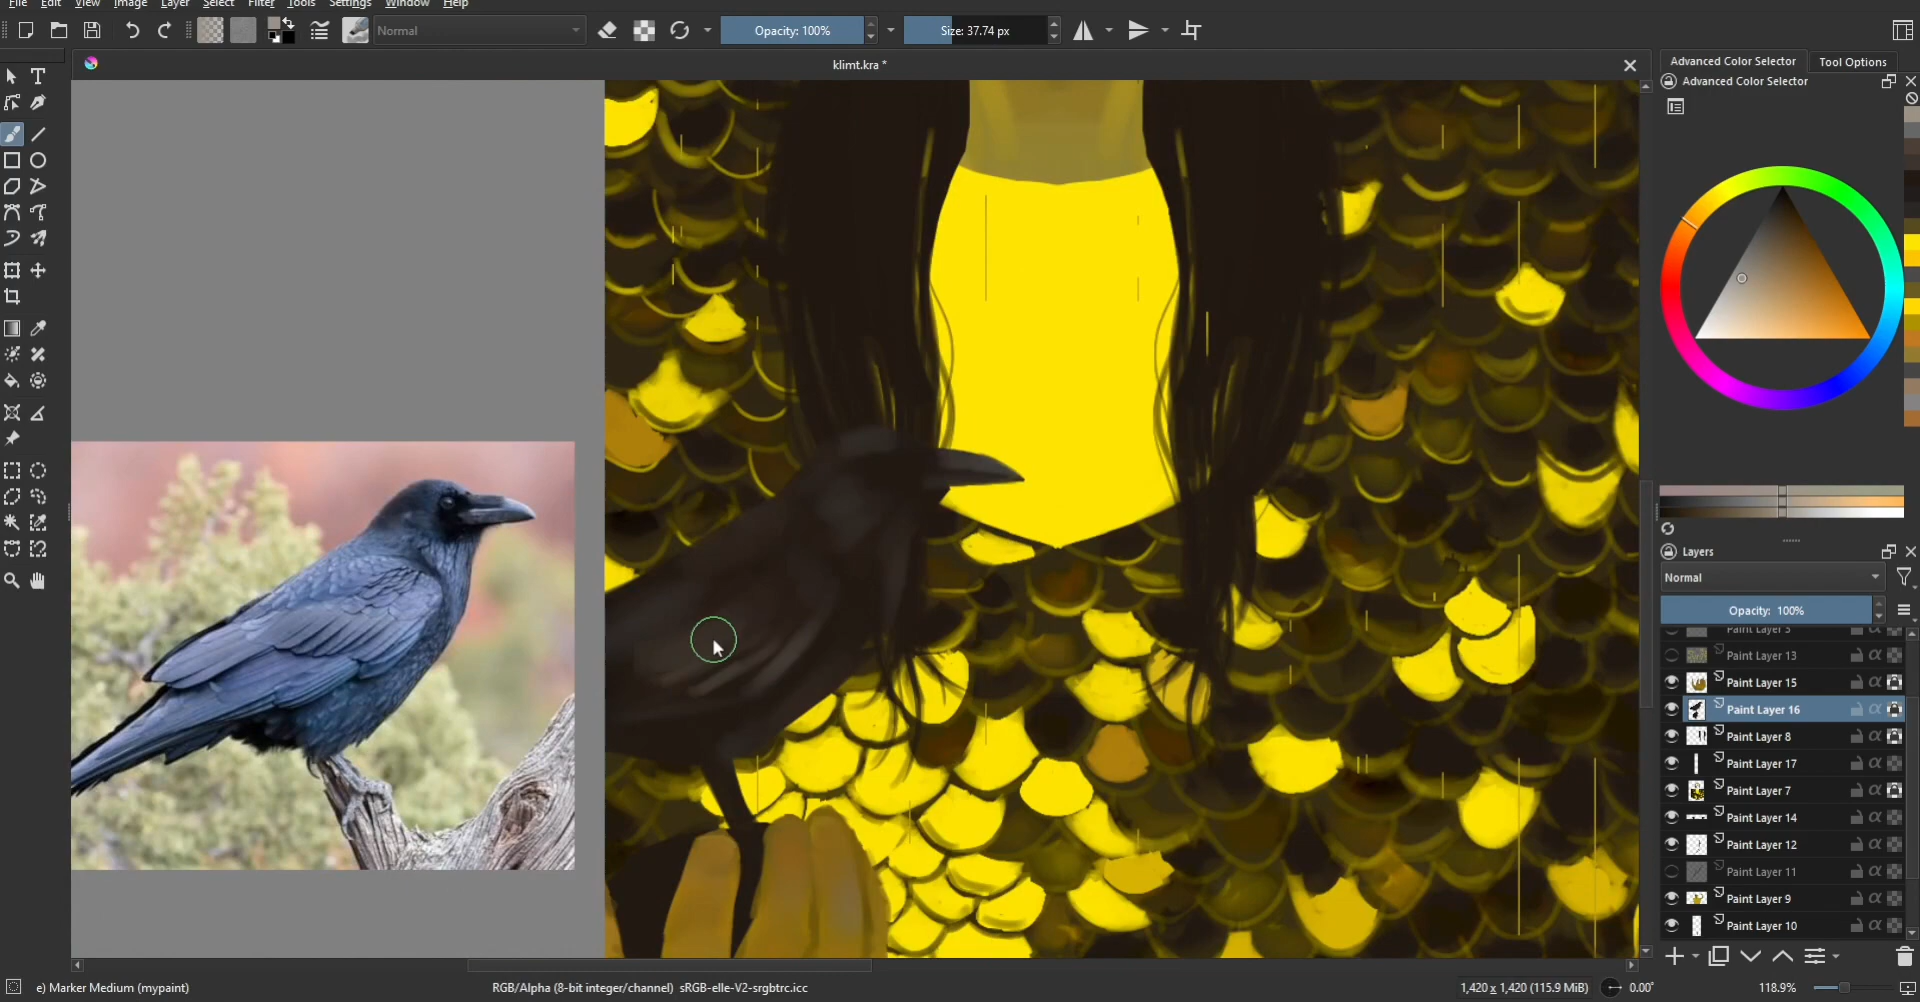 File Edit View Image Layer Select Filter Tools Settings Window Help
Normal
Opacity: 100%
Size: 37.74 px
klimt.kra *
Advanced Color Selector
Tool Options
Advanced Color Selector
Layers
Normal
Opacity: 100%
Paint Layer 5
Paint Layer 13
Paint Layer 15
Paint Layer 16
Paint Layer 8
Paint Layer 17
Paint Layer 7
Paint Layer 14
Paint Layer 12
Paint Layer 11
Paint Layer 9
Paint Layer 10
e) Marker Medium (mypaint)
RGB/Alpha (8-bit integer/channel) sRGB-elle-V2-srgbtrc.icc
1,420 x 1,420 (115.9 MiB)
0.00°
118.9%